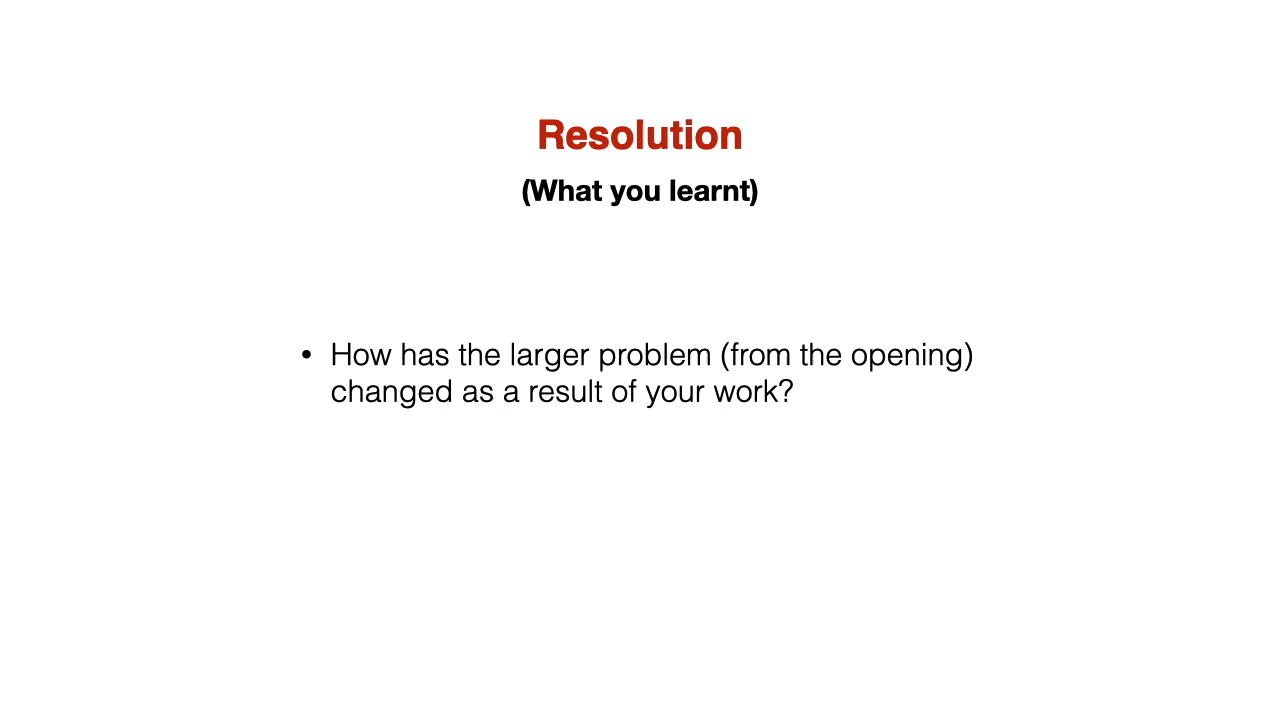 Resolution
(What you learnt)
• How has the larger problem (from the opening)
changed as a result of your work?